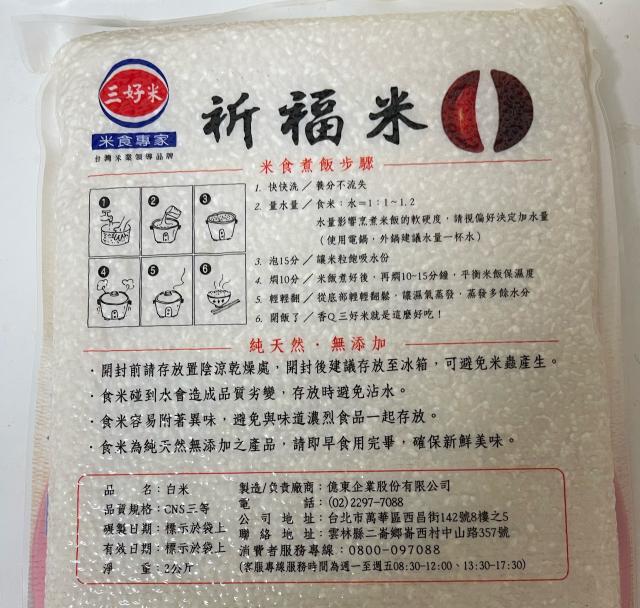 三好米
米食專家
台灣米業領導品牌
祈福米
米食煮飯步驟
1 2 3
4 5 6
1. 快快洗／養分不流失
2. 量水量／食米：水=1：1~1.2
水量影響烹煮米飯的軟硬度，請視偏好決定加水量
（使用電鍋，外鍋建議水量一杯水）
3. 泡15分／讓米粒飽吸水份
4. 燜10分／米飯煮好後，再燜10~15分鐘，平衡米飯保濕度
5. 輕輕翻／從底部輕輕翻鬆，讓濕氣蒸發，蒸發多餘水分
6. 開飯了／香Q三好米就是這麼好吃！
純天然·無添加
·開封前請存放置陰涼乾燥處，開封後建議存放至冰箱，可避免米蟲產生。
·食米碰到水會造成品質劣變，存放時避免沾水。
·食米容易附著異味，避免與味道濃烈食品一起存放。
·食米為純天然無添加之產品，請即早食用完畢，確保新鮮美味。
品名：白米
品質規格：CNS三等
碾製日期：標示於袋上
有效日期：標示於袋上
淨重：2公斤
製造/負責廠商：億東企業股份有限公司
電話：(02)2297-7088
公司地址：台北市萬華區西昌街142號8樓之5
聯絡地址：雲林縣二崙鄉崙西村中山路357號
消費者服務專線：0800-097088
(客服專線服務時間為週一至週五08:30-12:00、13:30-17:30)